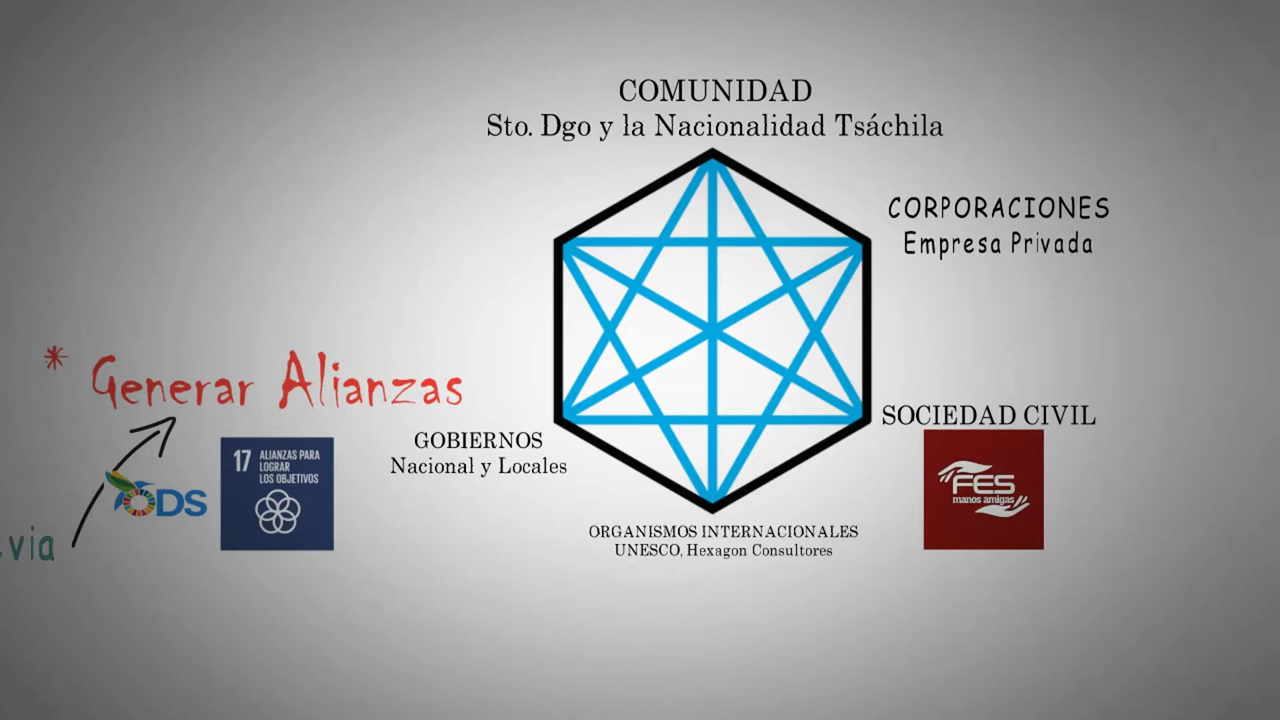 COMUNIDAD
Sto. Dgo y la Nacionalidad Tsáchila
CORPORACIONES
Empresa Privada
* Generar Alianzas
GOBIERNOS
Nacional y Locales
SOCIEDAD CIVIL
17 ALIANZAS PARA
LOGRAR
LOS OBJETIVOS
ODS
via
FES
manos amigas
ORGANISMOS INTERNACIONALES
UNESCO, Hexagon Consultores